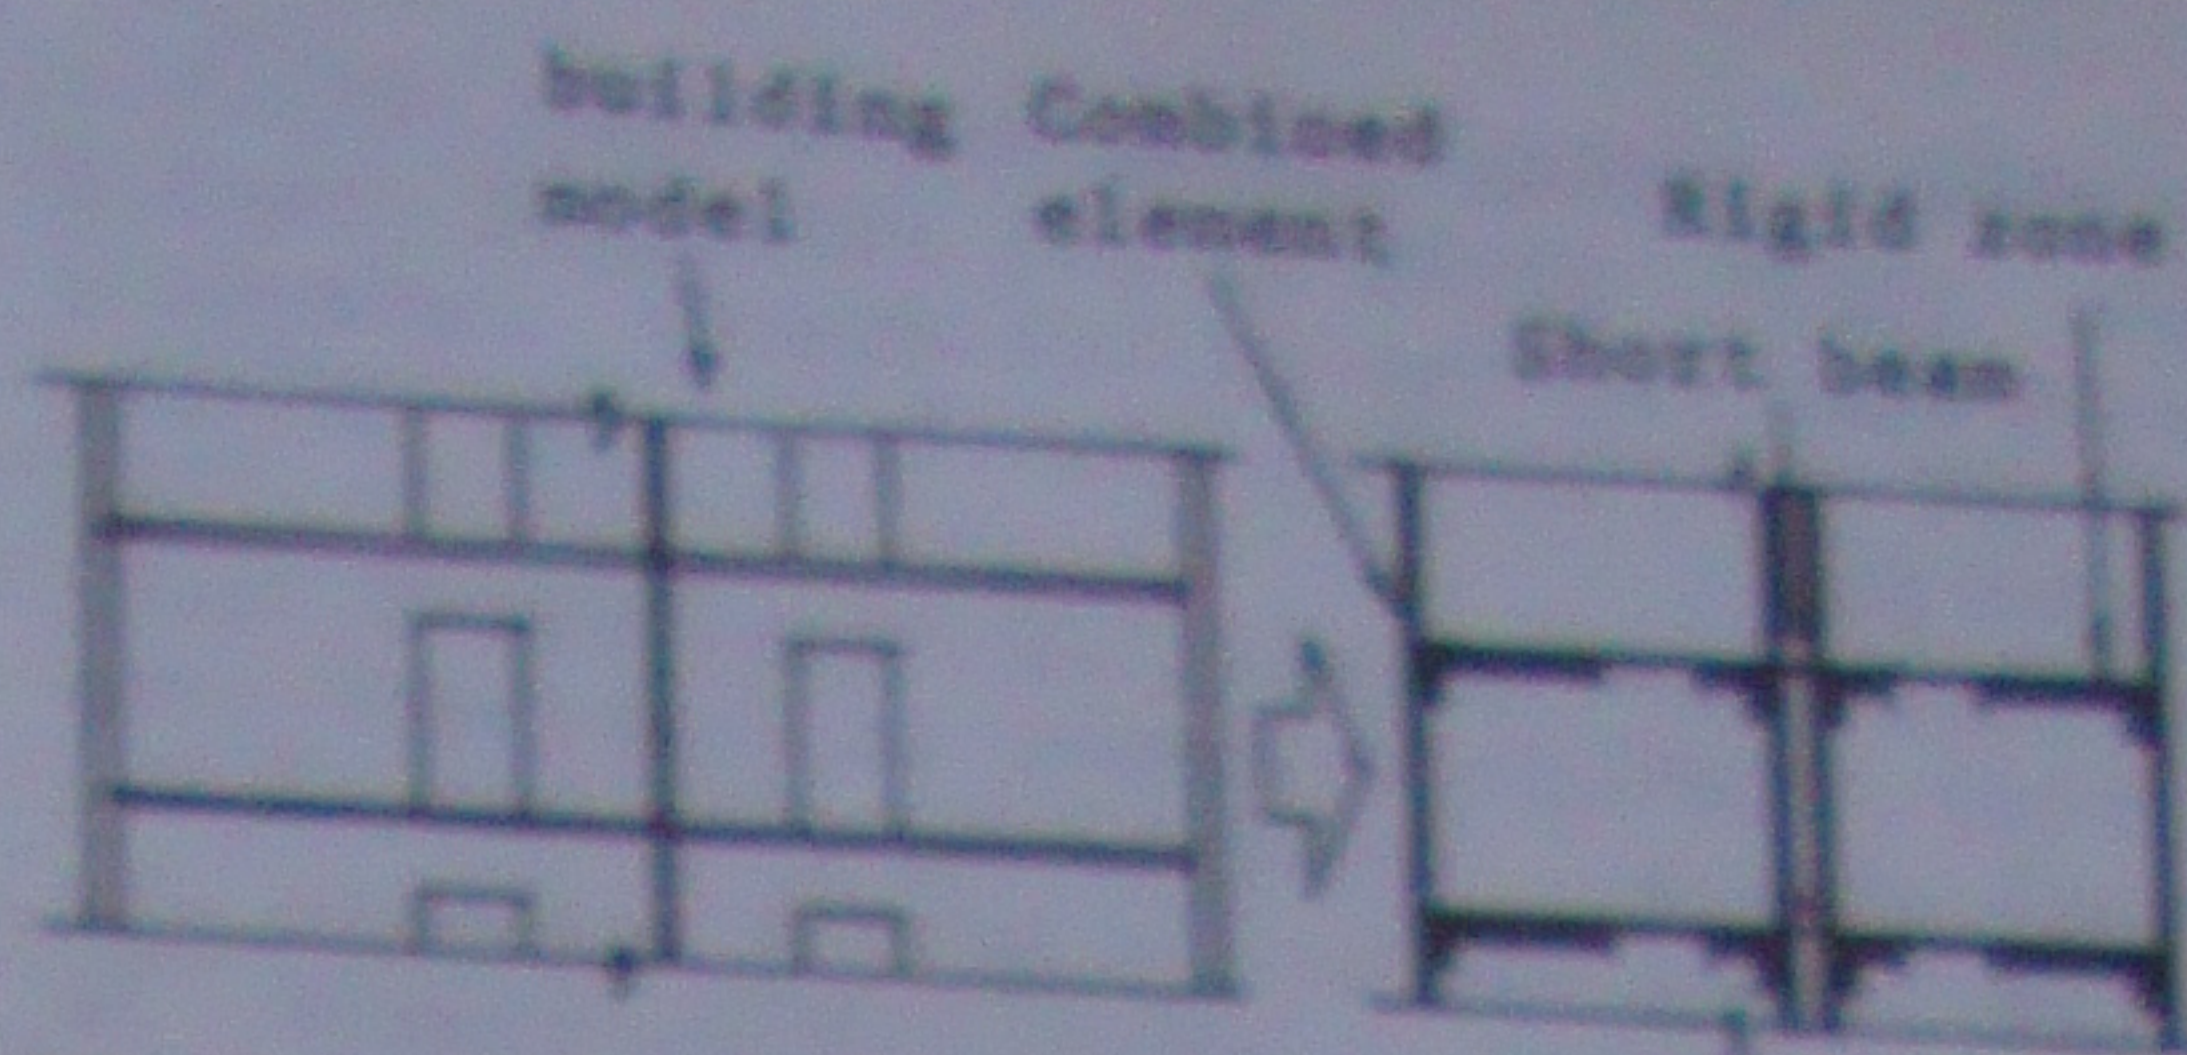 building
model
Combined
element
Rigid zone
Short beam